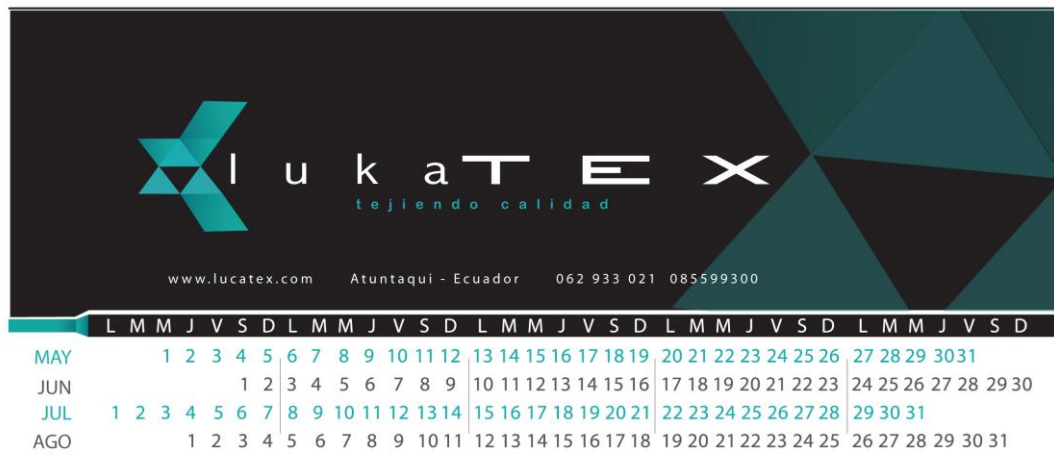 lukaTEX
tejiendo calidad
www.lucatex.com Atuntaqui - Ecuador 062 933 021 085599300
L M M J V S D L M M J V S D L M M J V S D L M M J V S D L M M J V S D
MAY 1 2 3 4 5 6 7 8 9 10 11 12 13 14 15 16 17 18 19 20 21 22 23 24 25 26 27 28 29 30 31
JUN 1 2 3 4 5 6 7 8 9 10 11 12 13 14 15 16 17 18 19 20 21 22 23 24 25 26 27 28 29 30
JUL 1 2 3 4 5 6 7 8 9 10 11 12 13 14 15 16 17 18 19 20 21 22 23 24 25 26 27 28 29 30 31
AGO 1 2 3 4 5 6 7 8 9 10 11 12 13 14 15 16 17 18 19 20 21 22 23 24 25 26 27 28 29 30 31